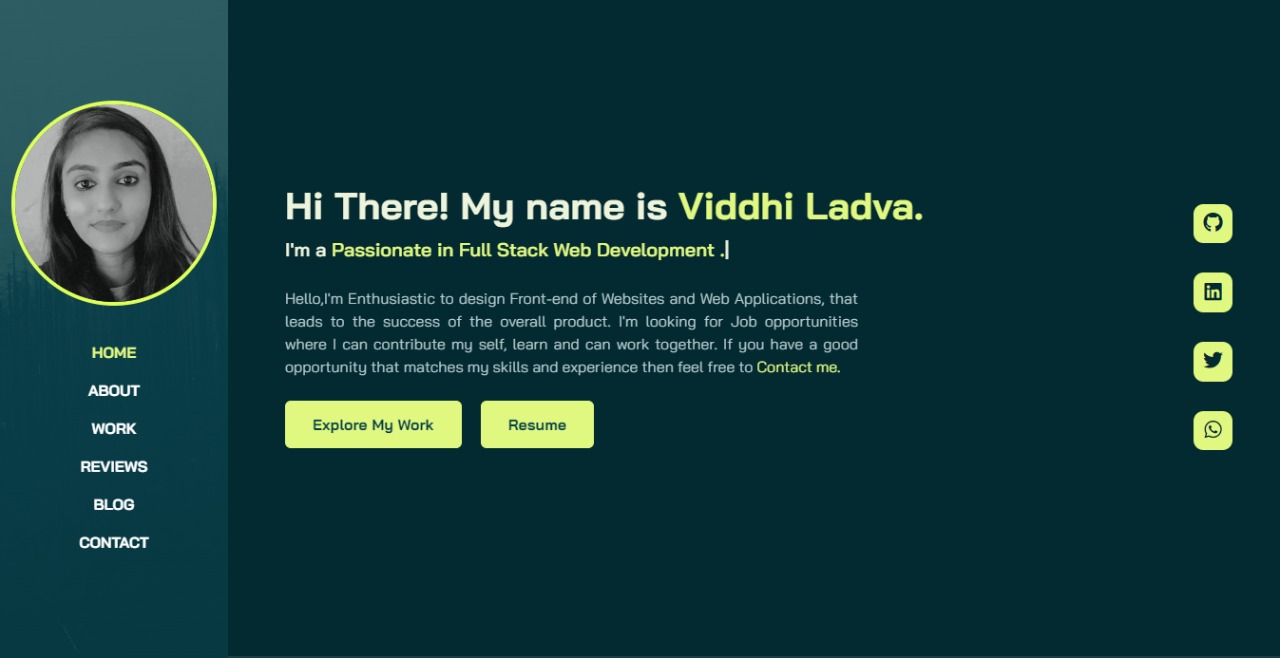 HOME
ABOUT
WORK
REVIEWS
BLOG
CONTACT
Hi There! My name is Viddhi Ladva.
I'm a Passionate in Full Stack Web Development .|
Hello,I'm Enthusiastic to design Front-end of Websites and Web Applications, that
leads to the success of the overall product. I'm looking for Job opportunities
where I can contribute my self, learn and can work together. If you have a good
opportunity that matches my skills and experience then feel free to Contact me.
Explore My Work
Resume
in